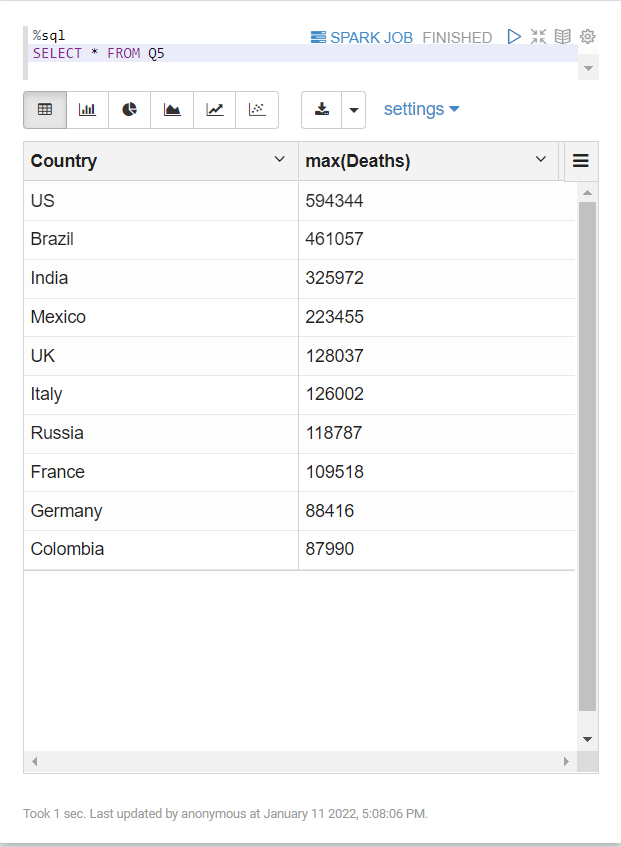 %sql
SPARK JOB FINISHED
SELECT * FROM Q5
settings
Country max(Deaths)
US 594344
Brazil 461057
India 325972
Mexico 223455
UK 128037
Italy 126002
Russia 118787
France 109518
Germany 88416
Colombia 87990
Took 1 sec. Last updated by anonymous at January 11 2022, 5:08:06 PM.